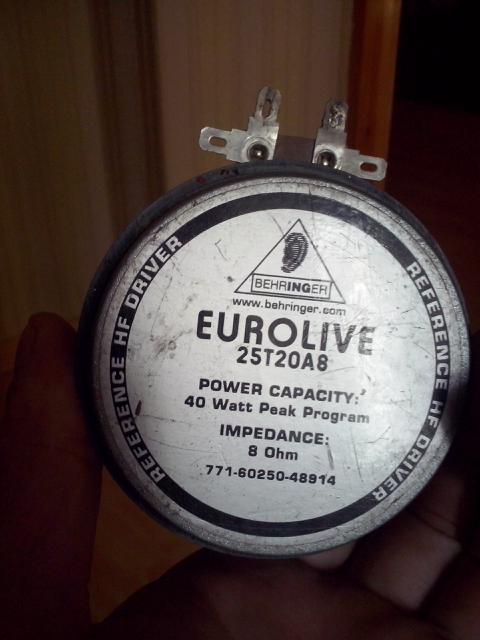 BEHRINGER
www.behringer.com
EUROLIVE
25T20A8
POWER CAPACITY:
40 Watt Peak Program
IMPEDANCE:
8 Ohm
771-60250-48914
REFERENCE HF DRIVER
REFERENCE HF DRIVER